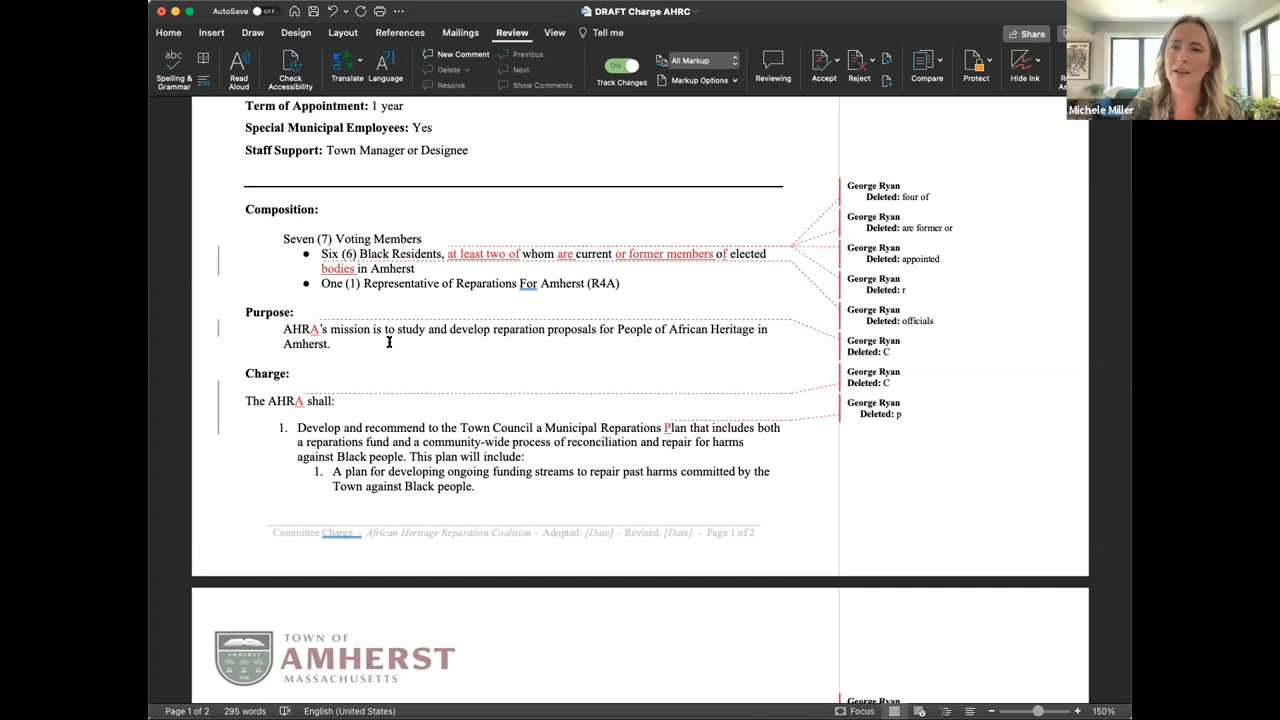 AutoSave OFF
DRAFT Charge AHRC
Home Insert Draw Design Layout References Mailings Review View Tell me
Share
Spelling & Grammar
Read Aloud
Check Accessibility
Translate
Language
New Comment
Delete
Resolve
Previous
Next
Show Comments
ON
Track Changes
All Markup
Markup Options
Reviewing
Accept
Reject
Compare
Protect
Hide Ink
Michele Miller
Term of Appointment: 1 year
Special Municipal Employees: Yes
Staff Support: Town Manager or Designee
Composition:
Seven (7) Voting Members
• Six (6) Black Residents, at least two of whom are current or former members of elected
bodies in Amherst
• One (1) Representative of Reparations For Amherst (R4A)
Purpose:
AHRA's mission is to study and develop reparation proposals for People of African Heritage in
Amherst.
Charge:
The AHRA shall:
1. Develop and recommend to the Town Council a Municipal Reparations Plan that includes both
a reparations fund and a community-wide process of reconciliation and repair for harms
against Black people. This plan will include:
1. A plan for developing ongoing funding streams to repair past harms committed by the
Town against Black people.
Committee Charge - African Heritage Reparation Coalition - Adopted: [Date] – Revised: [Date] - Page 1 of 2
George Ryan
Deleted: four of
George Ryan
Deleted: are former or
George Ryan
Deleted: appointed
George Ryan
Deleted: r
George Ryan
Deleted: officials
George Ryan
Deleted: C
George Ryan
Deleted: C
George Ryan
Deleted: p
TOWN OF
AMHERST
MASSACHUSETTS
George Ryan
Page 1 of 2 295 words English (United States) Focus 150%